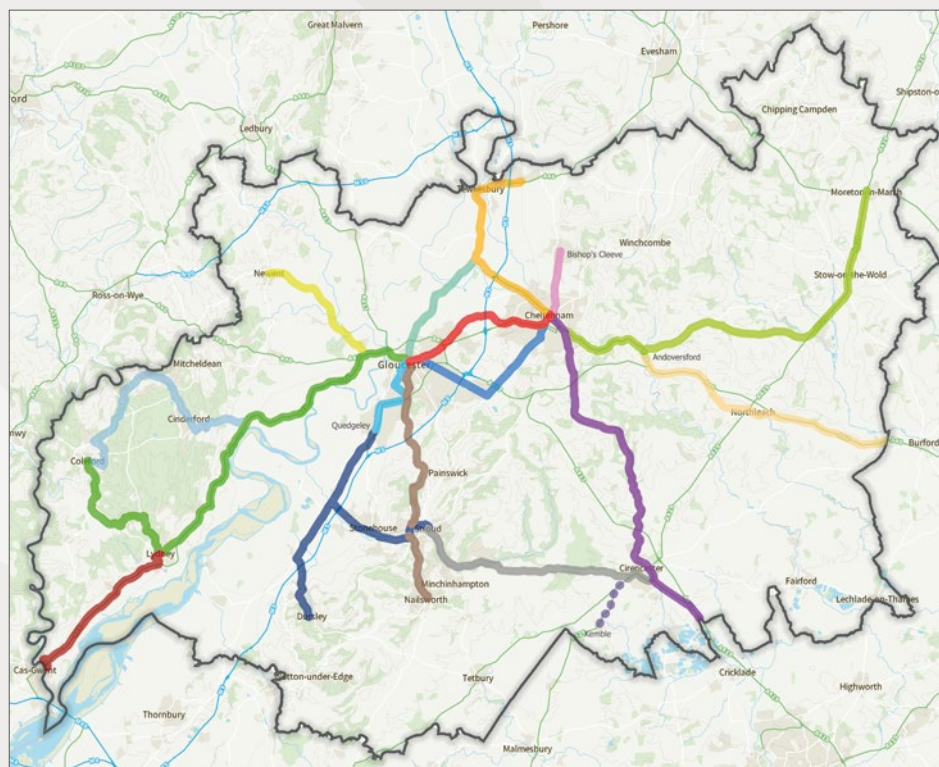 Great Malvern
Pershore
Evesham
ord
Shipston-o
Chipping Campden
Ledbury
Moreton-in-Marsh
Winchcombe
Bishop's Cleeve
Newent
Stow-on-the-Wold
Ross-on-Wye
Cheltenham
Andoversford
Mitcheldean
Gloucester
Northleach
Cinderford
Quedgeley
nwy
Burford
Coleford
Painswick
Stonehouse
Stroud
Lydney
Cirencester
Minchinhampton
Fairford
Nailsworth
Lechlade-on-Thames
Dursley
Kemble
Cas-Gwent
Cricklade
Tetbury
Highworth
Thornbury
Malmesbury